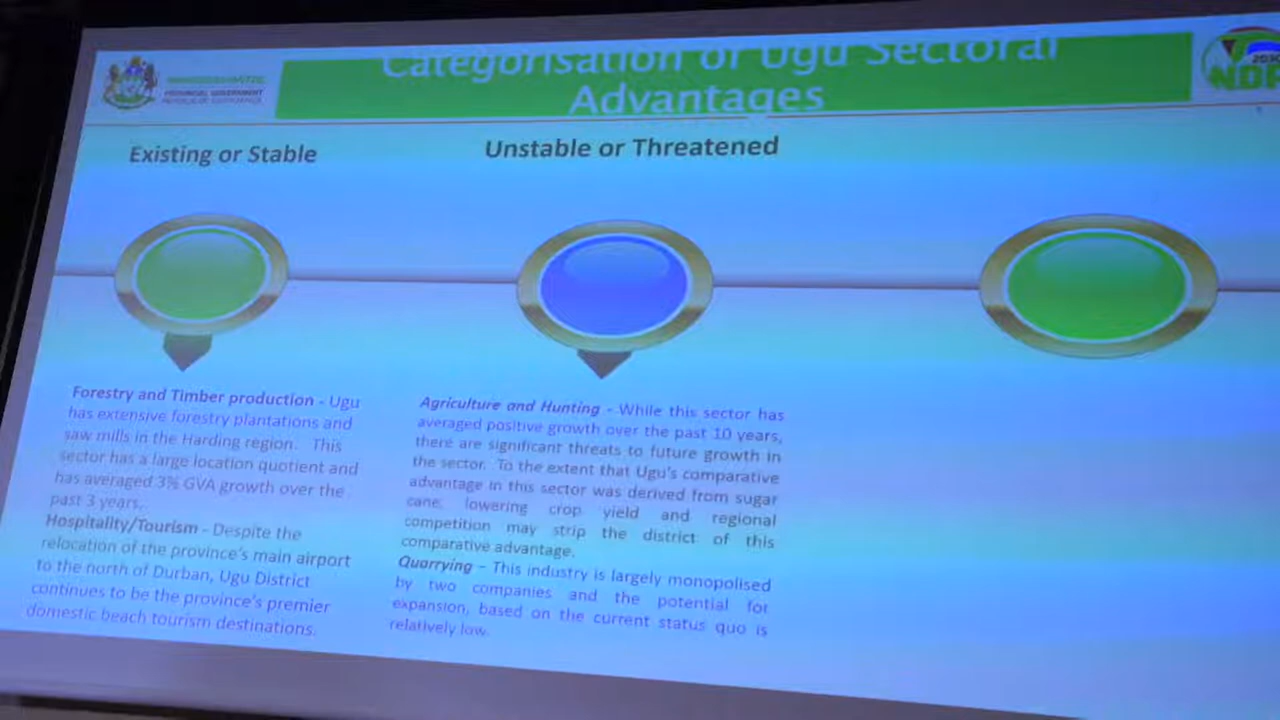 Categorisation of Ugu Sectoral
Advantages
PROVINCIAL GOVERNMENT
REPUBLIC OF SOUTH AFRICA
NDP
Existing or Stable
Unstable or Threatened
Forestry and Timber production - Ugu
has extensive forestry plantations and
saw mills in the Harding region. This
sector has a large location quotient and
has averaged 3% GVA growth over the
past 3 years.
Hospitality/Tourism - Despite the
relocation of the province's main airport
to the north of Durban, Ugu District
continues to be the province's premier
domestic beach tourism destinations.
Agriculture and Hunting - While this sector has
averaged positive growth over the past 10 years,
there are significant threats to future growth in
the sector. To the extent that Ugu's comparative
advantage in this sector was derived from sugar
cane, lowering crop yield and regional
competition may strip the district of this
comparative advantage.
Quarrying – This industry is largely monopolised
by two companies and the potential for
expansion, based on the current status quo is
relatively low.